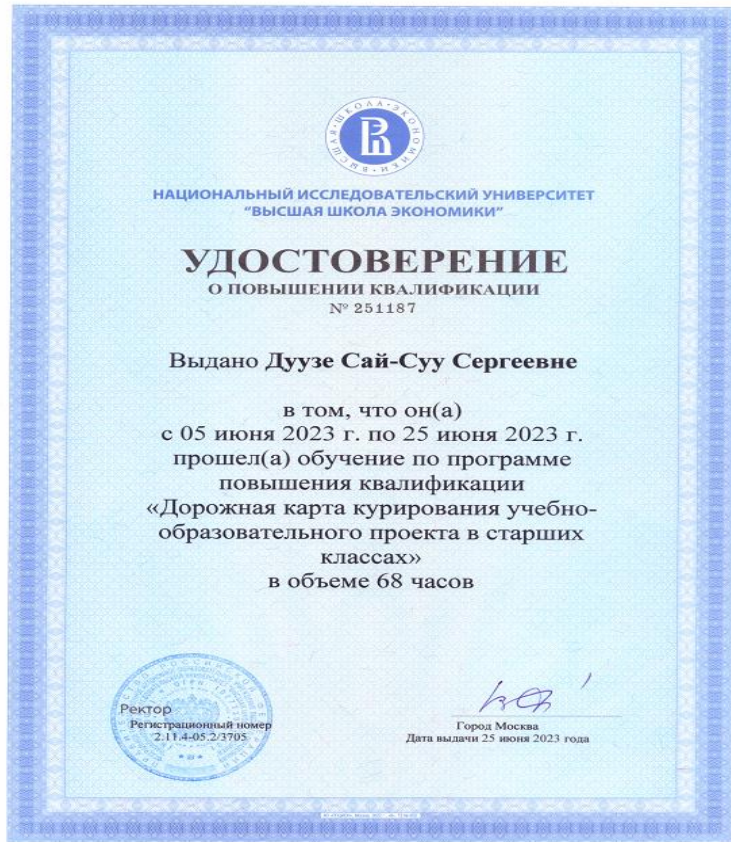 ВЫСШАЯ•ШКОЛА•ЭКОНОМИКИ•
НАЦИОНАЛЬНЫЙ ИССЛЕДОВАТЕЛЬСКИЙ УНИВЕРСИТЕТ
"ВЫСШАЯ ШКОЛА ЭКОНОМИКИ"
УДОСТОВЕРЕНИЕ
О ПОВЫШЕНИИ КВАЛИФИКАЦИИ
№ 251187
Выдано Дуузе Сай-Суу Сергеевне
в том, что он(а)
с 05 июня 2023 г. по 25 июня 2023 г.
прошел(а) обучение по программе
повышения квалификации
«Дорожная карта курирования учебно-
образовательного проекта в старших
классах»
в объеме 68 часов
Ректор
Регистрационный номер
2.11.4-05.2/3705
Город Москва
Дата выдачи 25 июня 2023 года